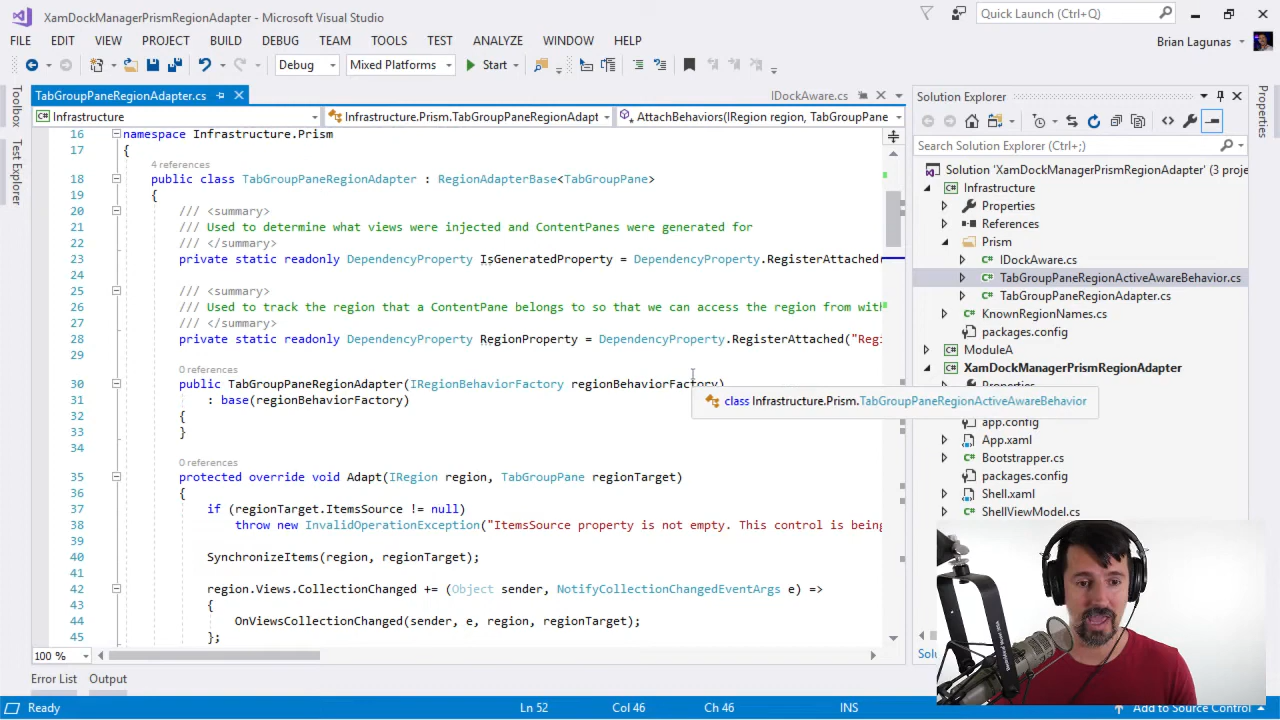 XamDockManagerPrismRegionAdapter - Microsoft Visual Studio
Quick Launch (Ctrl+Q)
FILE EDIT VIEW PROJECT BUILD DEBUG TEAM TOOLS TEST ANALYZE WINDOW HELP
Brian Lagunas
Debug Mixed Platforms Start
Toolbox
Test Explorer
TabGroupPaneRegionAdapter.cs
IDockAware.cs
Infrastructure
Infrastructure.Prism.TabGroupPaneRegionAdapt
AttachBehaviors(IRegion region, TabGroupPane
16 namespace Infrastructure.Prism
17 {
4 references
18 public class TabGroupPaneRegionAdapter : RegionAdapterBase<TabGroupPane>
19 {
20 /// <summary>
21 /// Used to determine what views were injected and ContentPanes were generated for
22 /// </summary>
23 private static readonly DependencyProperty IsGeneratedProperty = DependencyProperty.RegisterAttached
24
25 /// <summary>
26 /// Used to track the region that a ContentPane belongs to so that we can access the region from with
27 /// </summary>
28 private static readonly DependencyProperty RegionProperty = DependencyProperty.RegisterAttached("Regi
29
0 references
30 public TabGroupPaneRegionAdapter(IRegionBehaviorFactory regionBehaviorFactory)
31 : base(regionBehaviorFactory)
32 {
33 }
34
0 references
35 protected override void Adapt(IRegion region, TabGroupPane regionTarget)
36 {
37 if (regionTarget.ItemsSource != null)
38 throw new InvalidOperationException("ItemsSource property is not empty. This control is being
39
40 SynchronizeItems(region, regionTarget);
41
42 region.Views.CollectionChanged += (Object sender, NotifyCollectionChangedEventArgs e) =>
43 {
44 OnViewsCollectionChanged(sender, e, region, regionTarget);
45 };
class Infrastructure.Prism.TabGroupPaneRegionActiveAwareBehavior
100 %
Solution Explorer
Search Solution Explorer (Ctrl+;)
Solution 'XamDockManagerPrismRegionAdapter' (3 proje
Infrastructure
Properties
References
Prism
IDockAware.cs
TabGroupPaneRegionActiveAwareBehavior.cs
TabGroupPaneRegionAdapter.cs
KnownRegionNames.cs
packages.config
ModuleA
XamDockManagerPrismRegionAdapter
Properties
app.config
App.xaml
Bootstrapper.cs
packages.config
Shell.xaml
ShellViewModel.cs
Solu
Properties
Error List Output
Ready Ln 52 Col 46 Ch 46 INS Add to Source Control